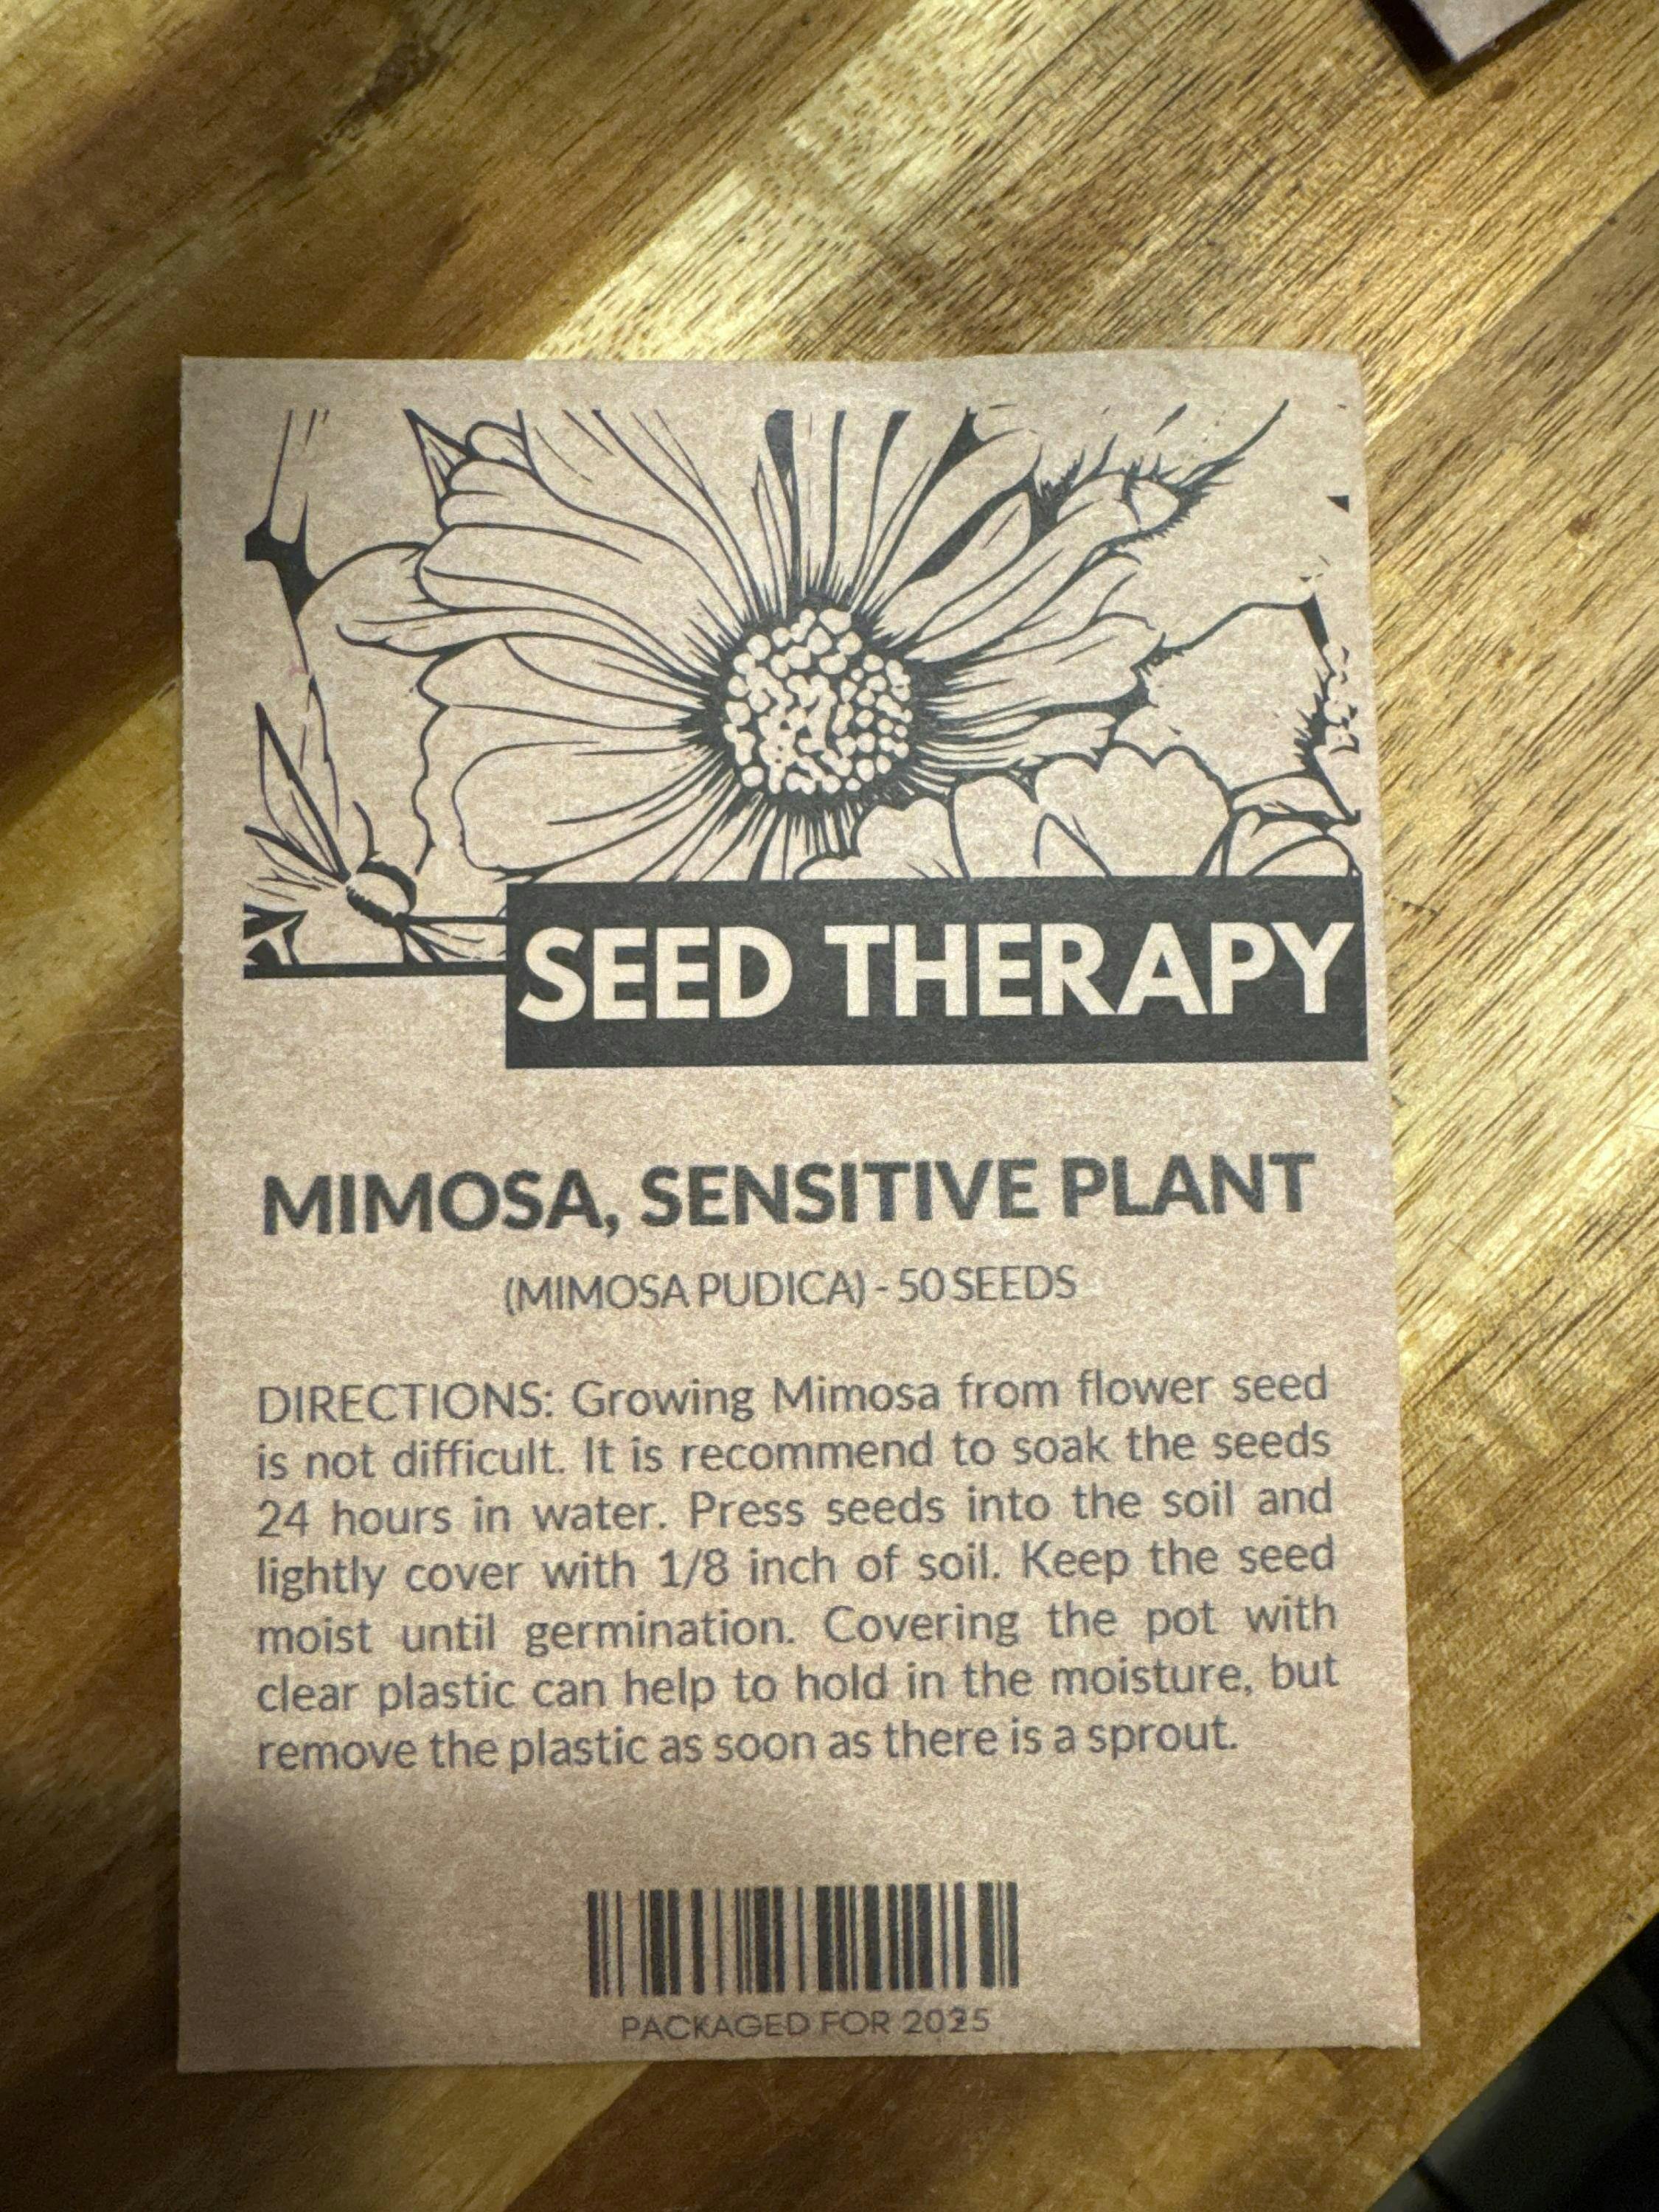 SEED THERAPY
MIMOSA, SENSITIVE PLANT
(MIMOSA PUDICA) - 50 SEEDS
DIRECTIONS: Growing Mimosa from flower seed
is not difficult. It is recommend to soak the seeds
24 hours in water. Press seeds into the soil and
lightly cover with 1/8 inch of soil. Keep the seed
moist until germination. Covering the pot with
clear plastic can help to hold in the moisture, but
remove the plastic as soon as there is a sprout.
PACKAGED FOR 2025